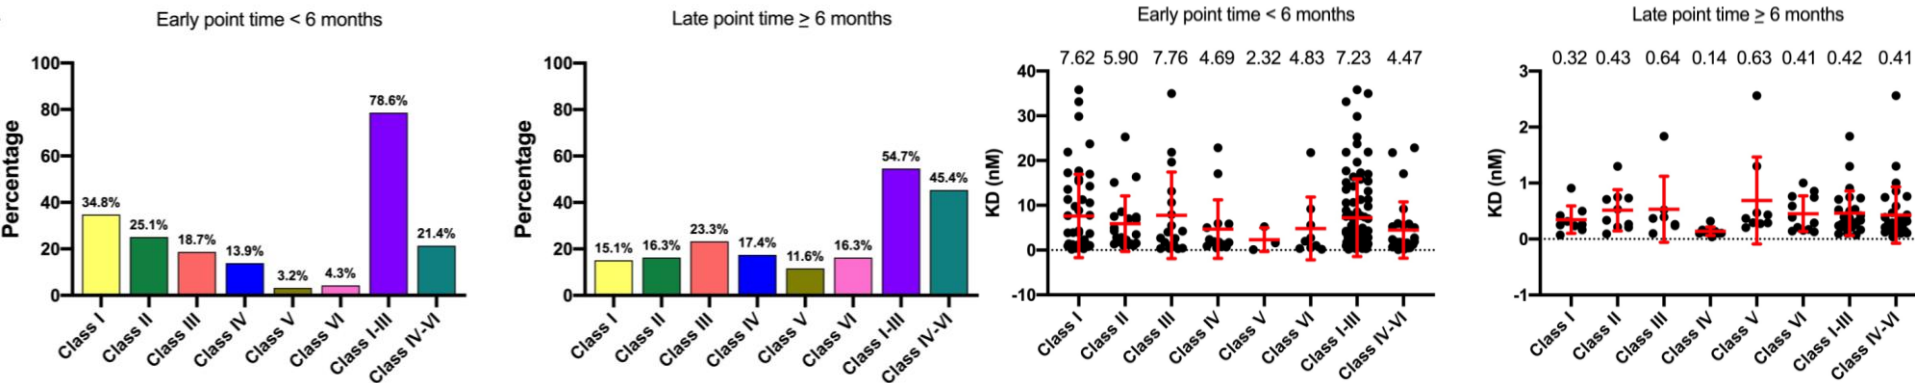 Early point time < 6 months
Percentage
100
80
60
40
20
0
34.8%
25.1%
18.7%
13.9%
3.2%
4.3%
78.6%
21.4%
Class I
Class II
Class III
Class IV
Class V
Class VI
Class I-III
Class IV-VI
Late point time ≥ 6 months
Percentage
100
80
60
40
20
0
15.1%
16.3%
23.3%
17.4%
11.6%
16.3%
54.7%
45.4%
Class I
Class II
Class III
Class IV
Class V
Class VI
Class I-III
Class IV-VI
Early point time < 6 months
7.62 5.90 7.76 4.69 2.32 4.83 7.23 4.47
KD (nM)
40
30
20
10
0
-10
Class I
Class II
Class III
Class IV
Class V
Class VI
Class I-III
Class IV-VI
Late point time ≥ 6 months
0.32 0.43 0.64 0.14 0.63 0.41 0.42 0.41
KD (nM)
3
2
1
0
-1
Class I
Class II
Class III
Class IV
Class V
Class VI
Class I-III
Class IV-VI